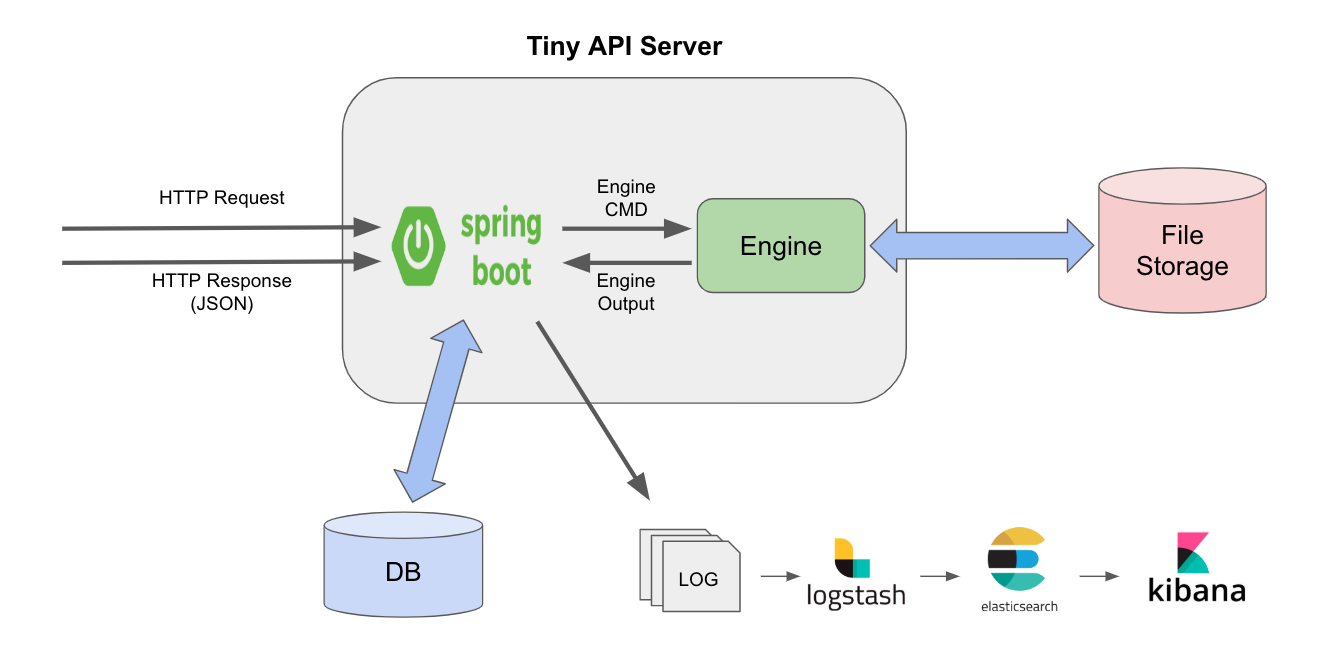 Tiny API Server
HTTP Request
HTTP Response
(JSON)
spring
boot
Engine
CMD
Engine
Output
Engine
File
Storage
DB
LOG
logstash
elasticsearch
kibana